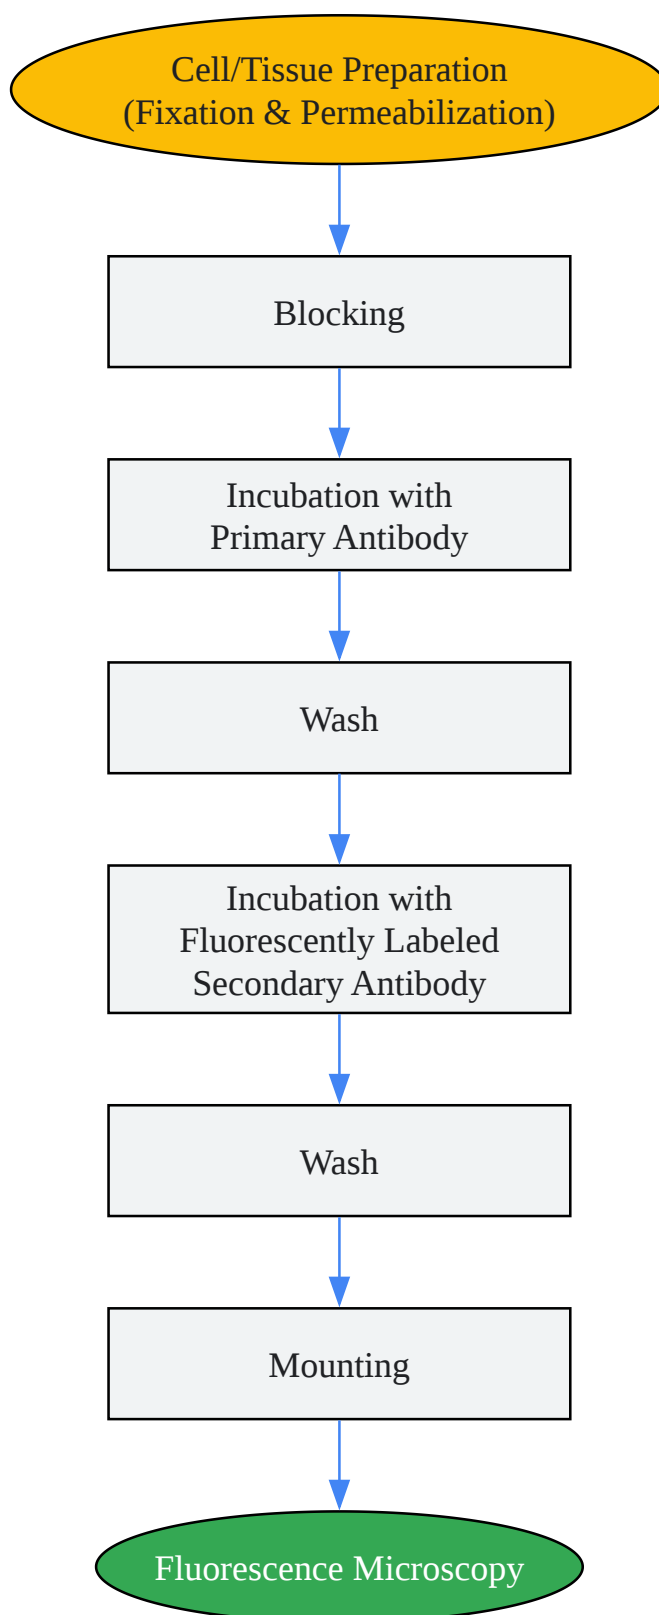 Cell/Tissue Preparation
(Fixation & Permeabilization)
Blocking
Incubation with
Primary Antibody
Wash
Incubation with
Fluorescently Labeled
Secondary Antibody
Wash
Mounting
Fluorescence Microscopy